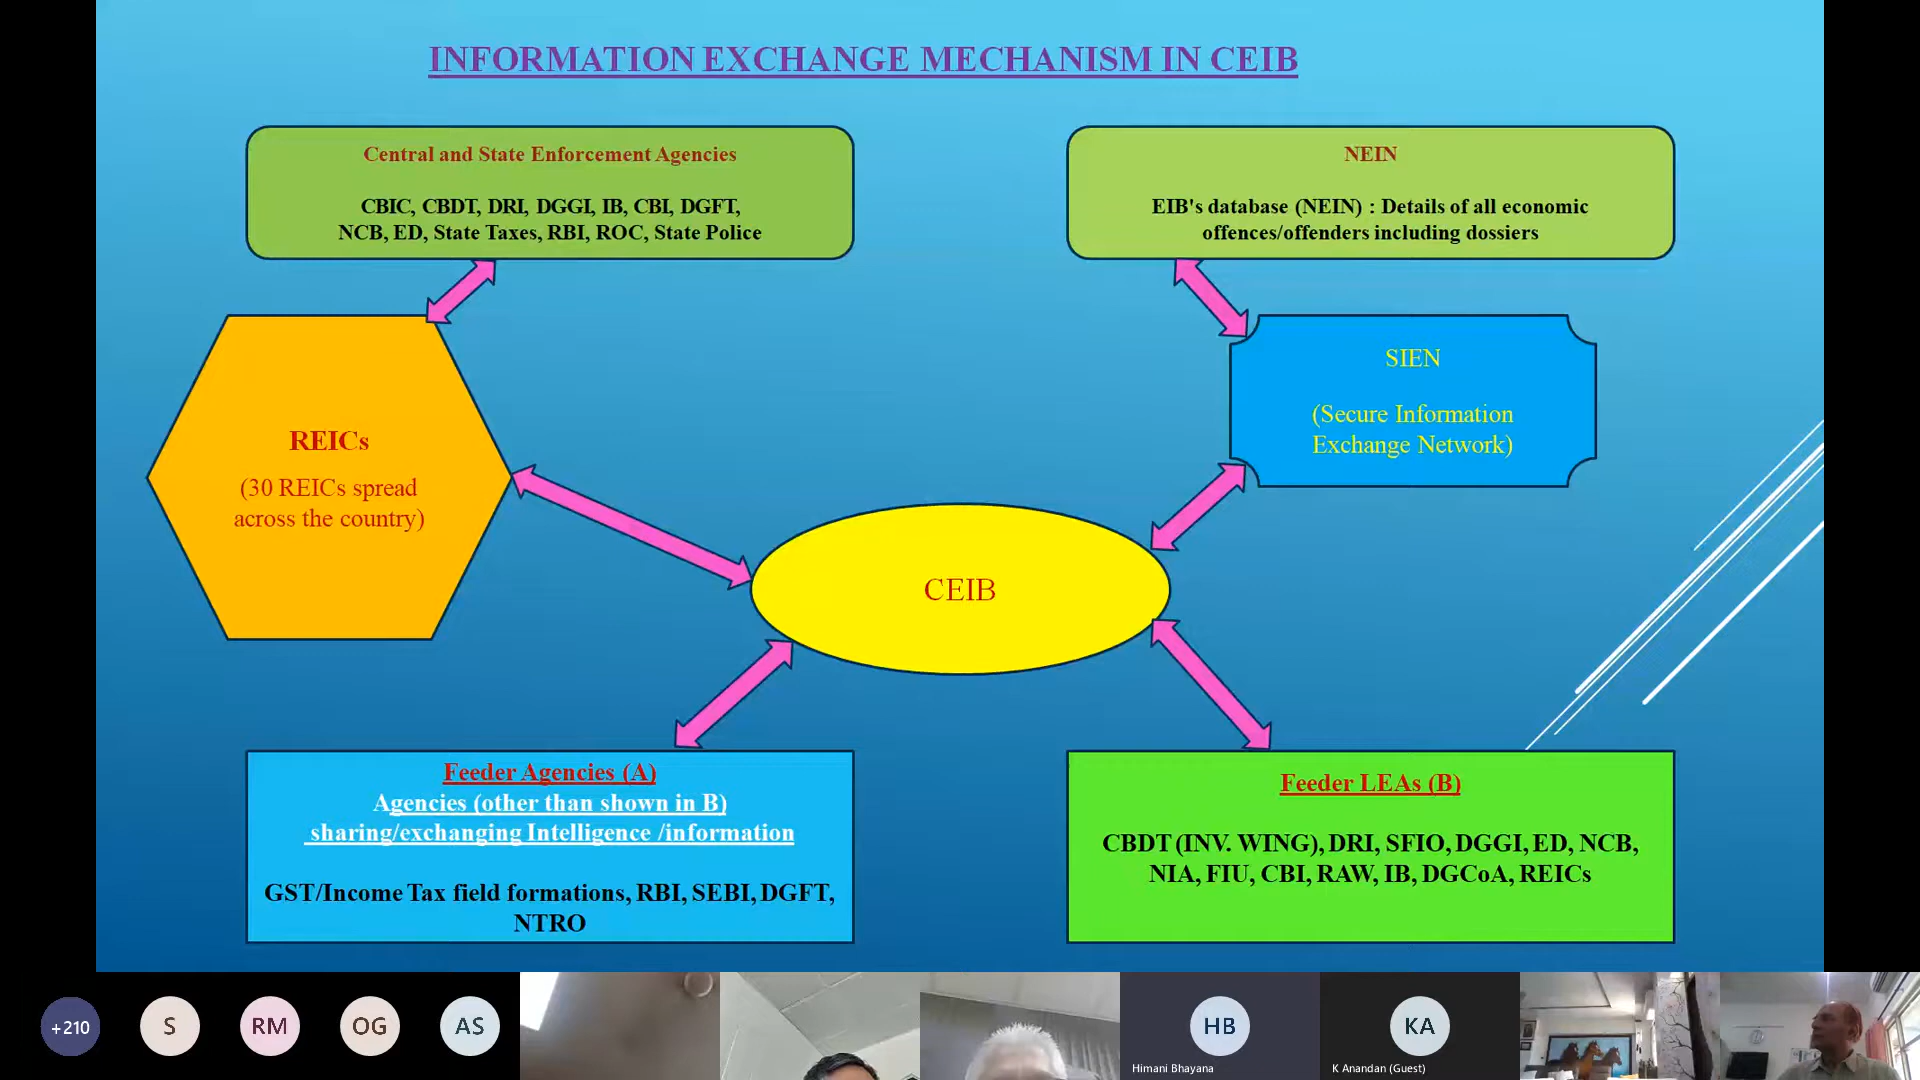 INFORMATION EXCHANGE MECHANISM IN CEIB
Central and State Enforcement Agencies
CBIC, CBDT, DRI, DGGI, IB, CBI, DGFT,
NCB, ED, State Taxes, RBI, ROC, State Police
NEIN
EIB's database (NEIN) : Details of all economic
offences/offenders including dossiers
REICs
(30 REICs spread
across the country)
SIEN
(Secure Information
Exchange Network)
CEIB
Feeder Agencies (A)
Agencies (other than shown in B)
sharing/exchanging Intelligence /information
GST/Income Tax field formations, RBI, SEBI, DGFT,
NTRO
Feeder LEAs (B)
CBDT (INV. WING), DRI, SFIO, DGGI, ED, NCB,
NIA, FIU, CBI, RAW, IB, DGCoA, REICs
+210
S
RM
OG
AS
HB
Himani Bhayana
KA
K Anandan (Guest)